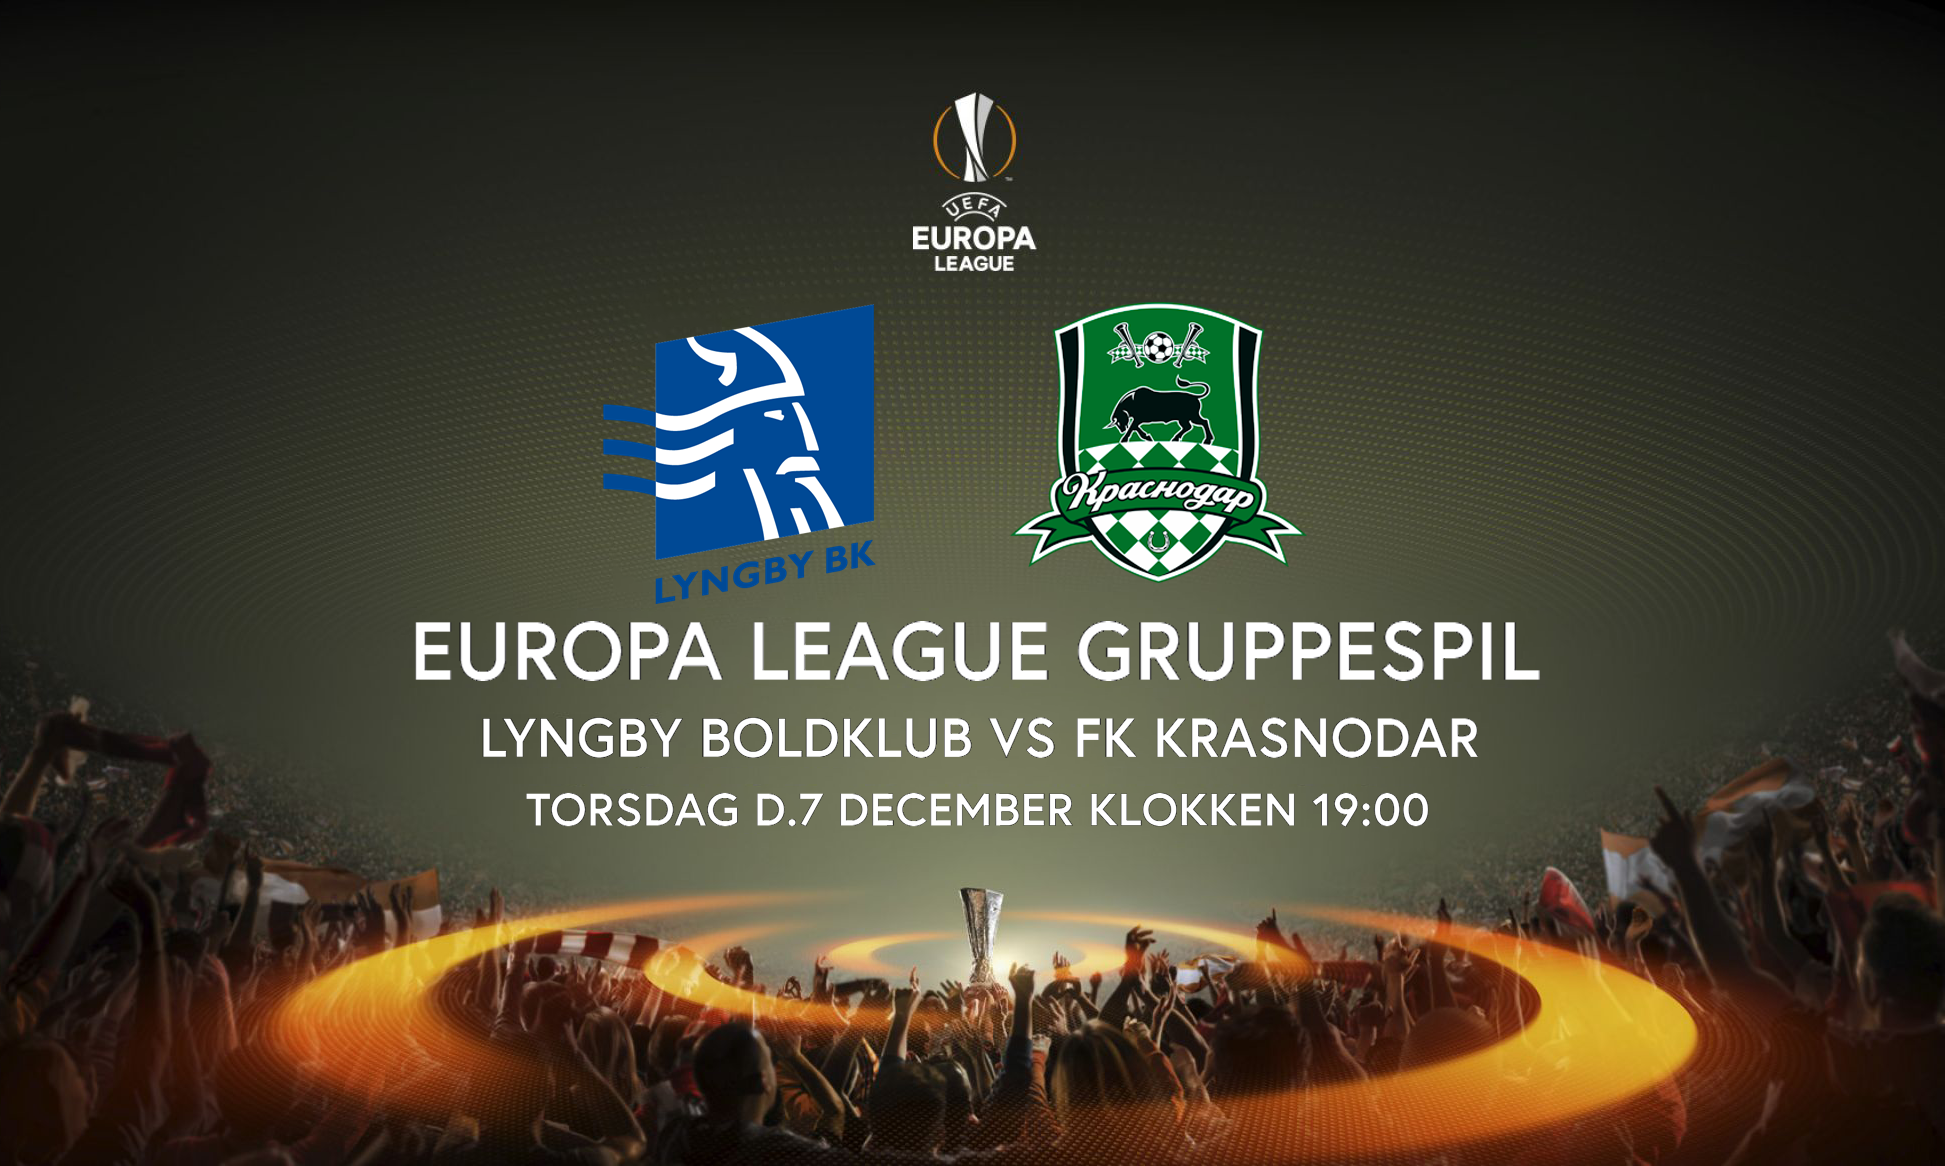 UEFA
EUROPA
LEAGUE
LYNGBY BK
Краснодар
EUROPA LEAGUE GRUPPESPIL
LYNGBY BOLDKLUB VS FK KRASNODAR
TORSDAG D.7 DECEMBER KLOKKEN 19:00